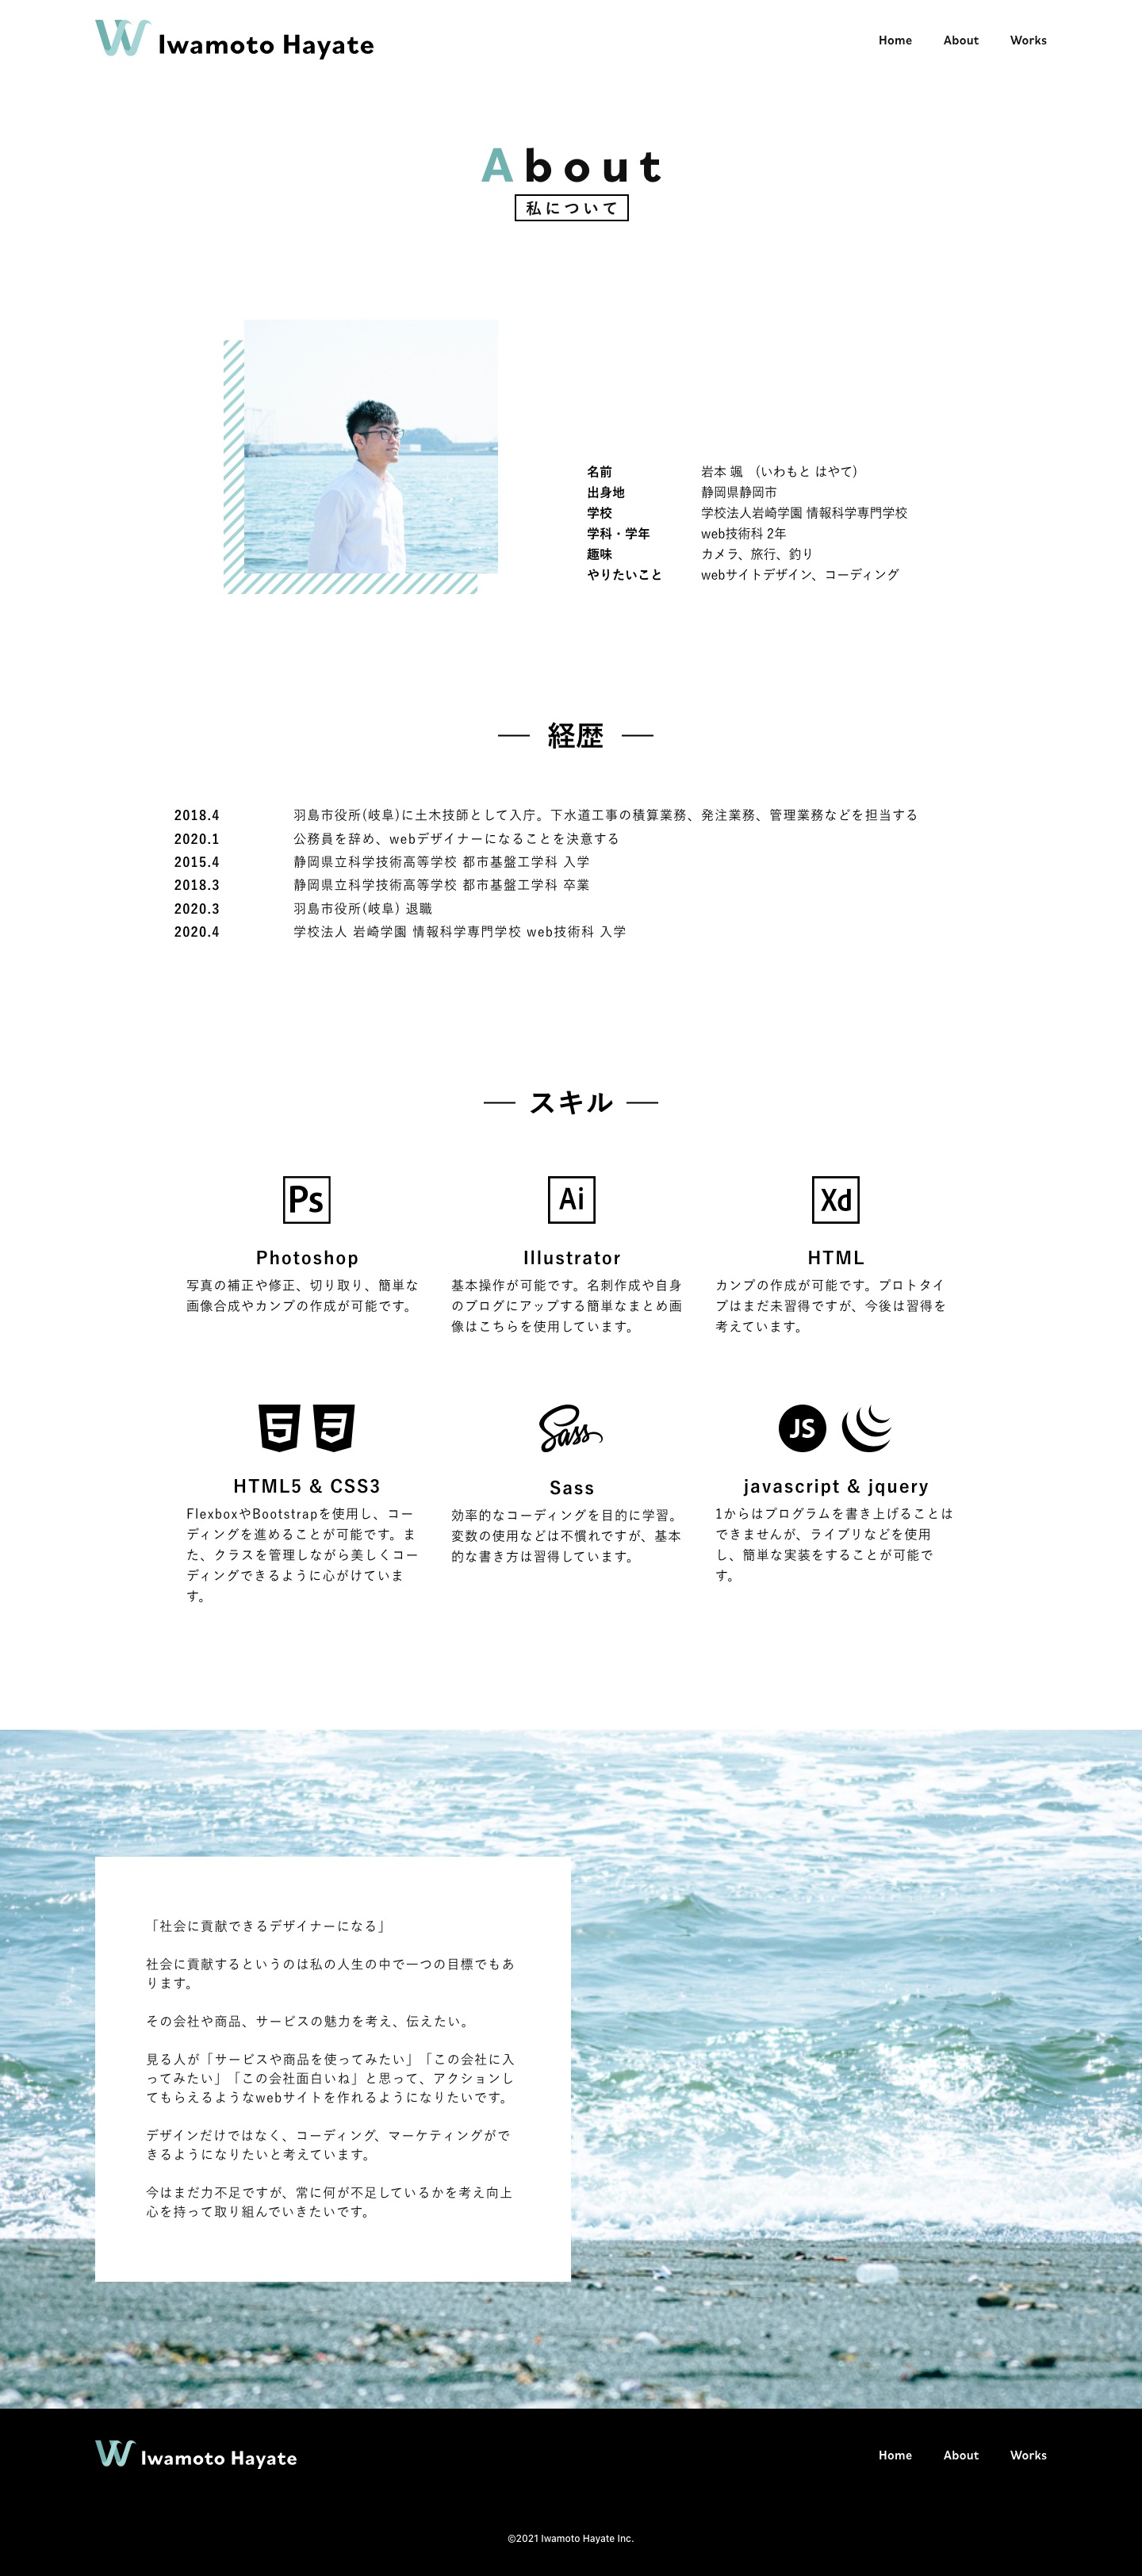 W Iwamoto Hayate
Home About Works
About
私について
名前 岩本 颯 (いわもと はやて)
出身地 静岡県静岡市
学校 学校法人岩崎学園 情報科学専門学校
学科・学年 web技術科 2年
趣味 カメラ、旅行、釣り
やりたいこと webサイトデザイン、コーディング
経歴
2018.4 羽島市役所(岐阜)に土木技師として入庁。下水道工事の積算業務、発注業務、管理業務などを担当する
2020.1 公務員を辞め、webデザイナーになることを決意する
2015.4 静岡県立科学技術高等学校 都市基盤工学科 入学
2018.3 静岡県立科学技術高等学校 都市基盤工学科 卒業
2020.3 羽島市役所(岐阜) 退職
2020.4 学校法人 岩崎学園 情報科学専門学校 web技術科 入学
スキル
Ps
Photoshop
写真の補正や修正、切り取り、簡単な
画像合成やカンプの作成が可能です。
Ai
Illustrator
基本操作が可能です。名刺作成や自身
のブログにアップする簡単なまとめ画
像はこちらを使用しています。
Xd
HTML
カンプの作成が可能です。プロトタイ
プはまだ未習得ですが、今後は習得を
考えています。
5 3
HTML5 & CSS3
FlexboxやBootstrapを使用し、コー
ディングを進めることが可能です。ま
た、クラスを管理しながら美しくコー
ディングできるように心がけていま
す。
Sass
Sass
効率的なコーディングを目的に学習。
変数の使用などは不慣れですが、基本
的な書き方は習得しています。
JS
javascript & jquery
1からはプログラムを書き上げることは
できませんが、ライブリなどを使用
し、簡単な実装をすることが可能で
す。
「社会に貢献できるデザイナーになる」
社会に貢献するというのは私の人生の中で一つの目標でもあ
ります。
その会社や商品、サービスの魅力を考え、伝えたい。
見る人が「サービスや商品を使ってみたい」「この会社に入
ってみたい」「この会社面白いね」と思って、アクションし
てもらえるようなwebサイトを作れるようになりたいです。
デザインだけではなく、コーディング、マーケティングがで
きるようになりたいと考えています。
今はまだ力不足ですが、常に何が不足しているかを考え向上
心を持って取り組んでいきたいです。
W Iwamoto Hayate
Home About Works
©2021 Iwamoto Hayate Inc.